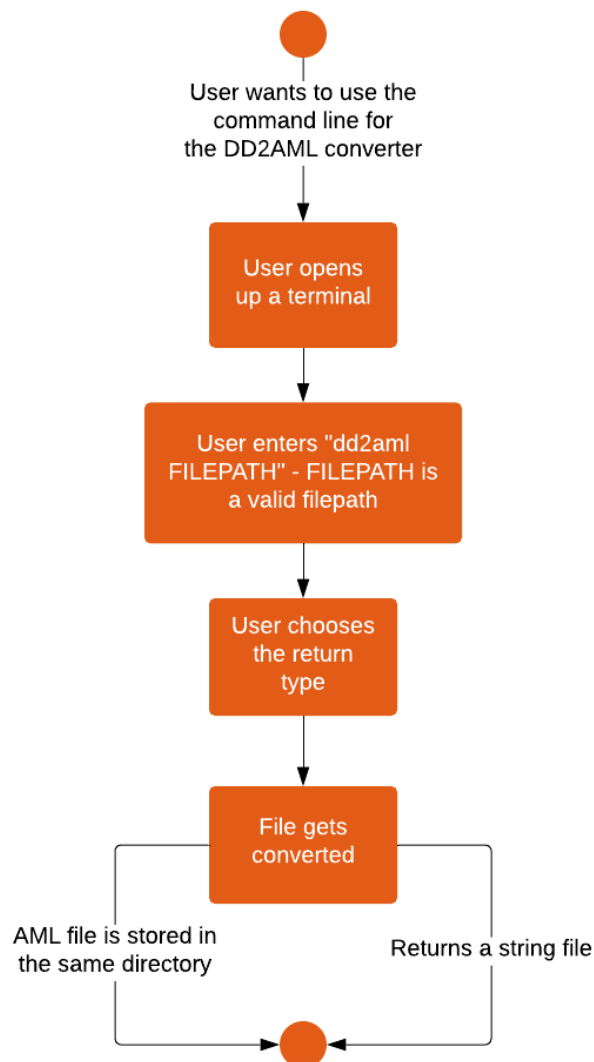 User wants to use the
command line for
the DD2AML converter
User opens
up a terminal
User enters "dd2aml
FILEPATH" - FILEPATH is
a valid filepath
User chooses
the return
type
File gets
converted
AML file is stored in
the same directory
Returns a string file